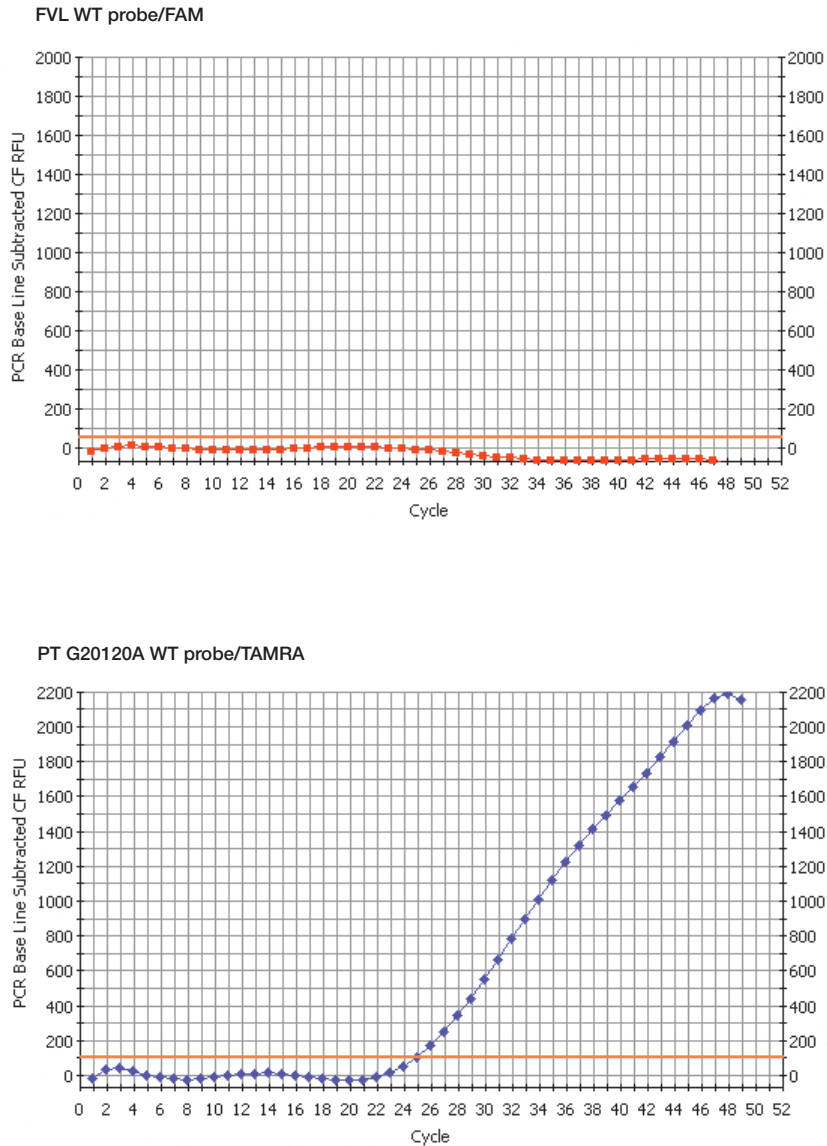 FVL WT probe/FAM
PCR Base Line Subtracted CF RFU
2000 2000
1800 1800
1600 1600
1400 1400
1200 1200
1000 1000
800 800
600 600
400 400
200 200
0 0
0 2 4 6 8 10 12 14 16 18 20 22 24 26 28 30 32 34 36 38 40 42 44 46 48 50 52
Cycle
PT G20120A WT probe/TAMRA
PCR Base Line Subtracted CF RFU
2200 2200
2000 2000
1800 1800
1600 1600
1400 1400
1200 1200
1000 1000
800 800
600 600
400 400
200 200
0 0
0 2 4 6 8 10 12 14 16 18 20 22 24 26 28 30 32 34 36 38 40 42 44 46 48 50 52
Cycle